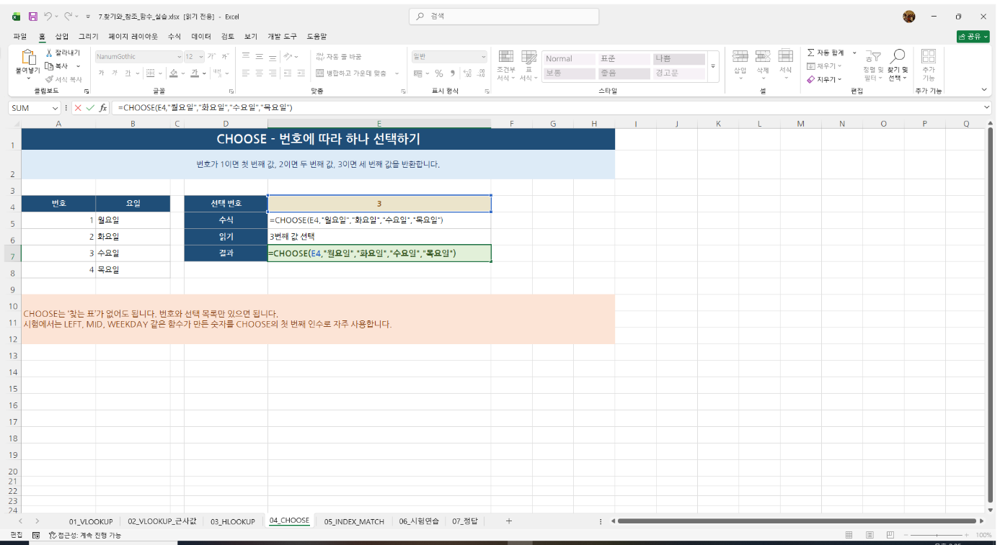 7.찾기와_참조_함수_실습.xlsx [읽기 전용] - Excel
검색
파일 홈 삽입 그리기 페이지 레이아웃 수식 데이터 검토 보기 개발 도구 도움말
공유
붙여넣기
잘라내기
복사
서식 복사
클립보드
NanumGothic 12 가 가
가 가 가 가
글꼴
자동 줄 바꿈
병합하고 가운데 맞춤
맞춤
일반
%
표시 형식
조건부 서식
표 서식
Normal 표준 나쁨
보통 좋음 경고문
스타일
삽입 삭제 서식
셀
자동 합계
채우기
지우기
정렬 및 필터
찾기 및 선택
편집
추가 기능
추가 기능
SUM fx =CHOOSE(E4,"월요일","화요일","수요일","목요일")
A B C D E F G H I J K L M N O P Q
1 CHOOSE - 번호에 따라 하나 선택하기
2 번호가 1이면 첫 번째 값, 2이면 두 번째 값, 3이면 세 번째 값을 반환합니다.
3
4 번호 요일 선택 번호 3
5 1 월요일 수식 =CHOOSE(E4,"월요일","화요일","수요일","목요일")
6 2 화요일 읽기 3번째 값 선택
7 3 수요일 결과 =CHOOSE(E4,"월요일","화요일","수요일","목요일")
8 4 목요일
9
10
CHOOSE는 '찾는 표'가 없어도 됩니다. 번호와 선택 목록만 있으면 됩니다.
11 시험에서는 LEFT, MID, WEEKDAY 같은 함수가 만든 숫자를 CHOOSE의 첫 번째 인수로 자주 사용합니다.
12
13
14
15
16
17
18
19
20
21
22
23
24
01_VLOOKUP 02_VLOOKUP_근사값 03_HLOOKUP 04_CHOOSE 05_INDEX_MATCH 06_시험연습 07_정답
편집 접근성: 계속 진행 가능 100%